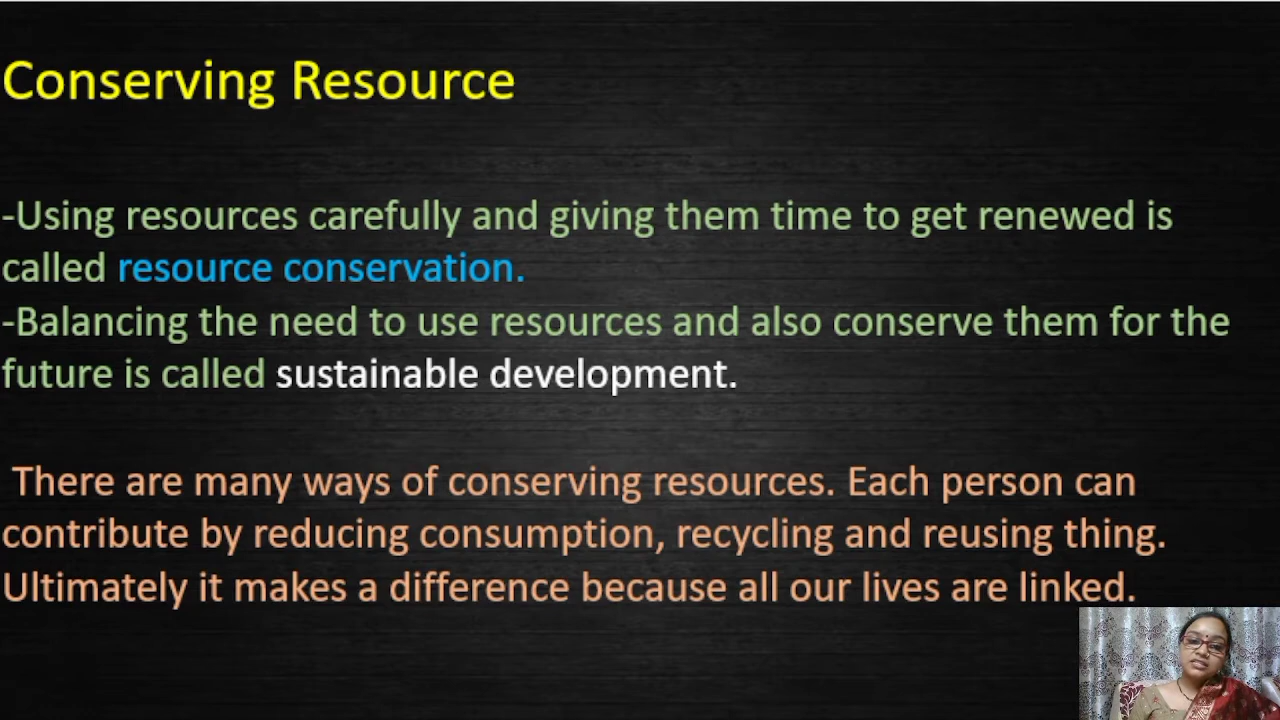 Conserving Resource
-Using resources carefully and giving them time to get renewed is
called resource conservation.
-Balancing the need to use resources and also conserve them for the
future is called sustainable development.
There are many ways of conserving resources. Each person can
contribute by reducing consumption, recycling and reusing thing.
Ultimately it makes a difference because all our lives are linked.